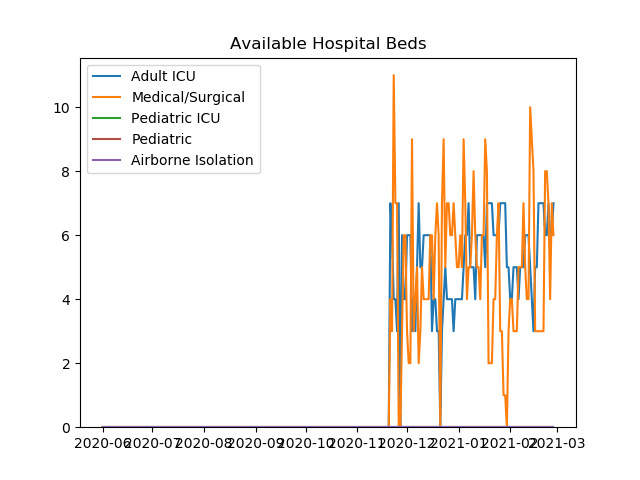 Available Hospital Beds
Adult ICU
Medical/Surgical
Pediatric ICU
Pediatric
Airborne Isolation
10
8
6
4
2
0
2020-06
2020-07
2020-08
2020-09
2020-10
2020-11
2020-12
2021-01
2021-02
2021-03